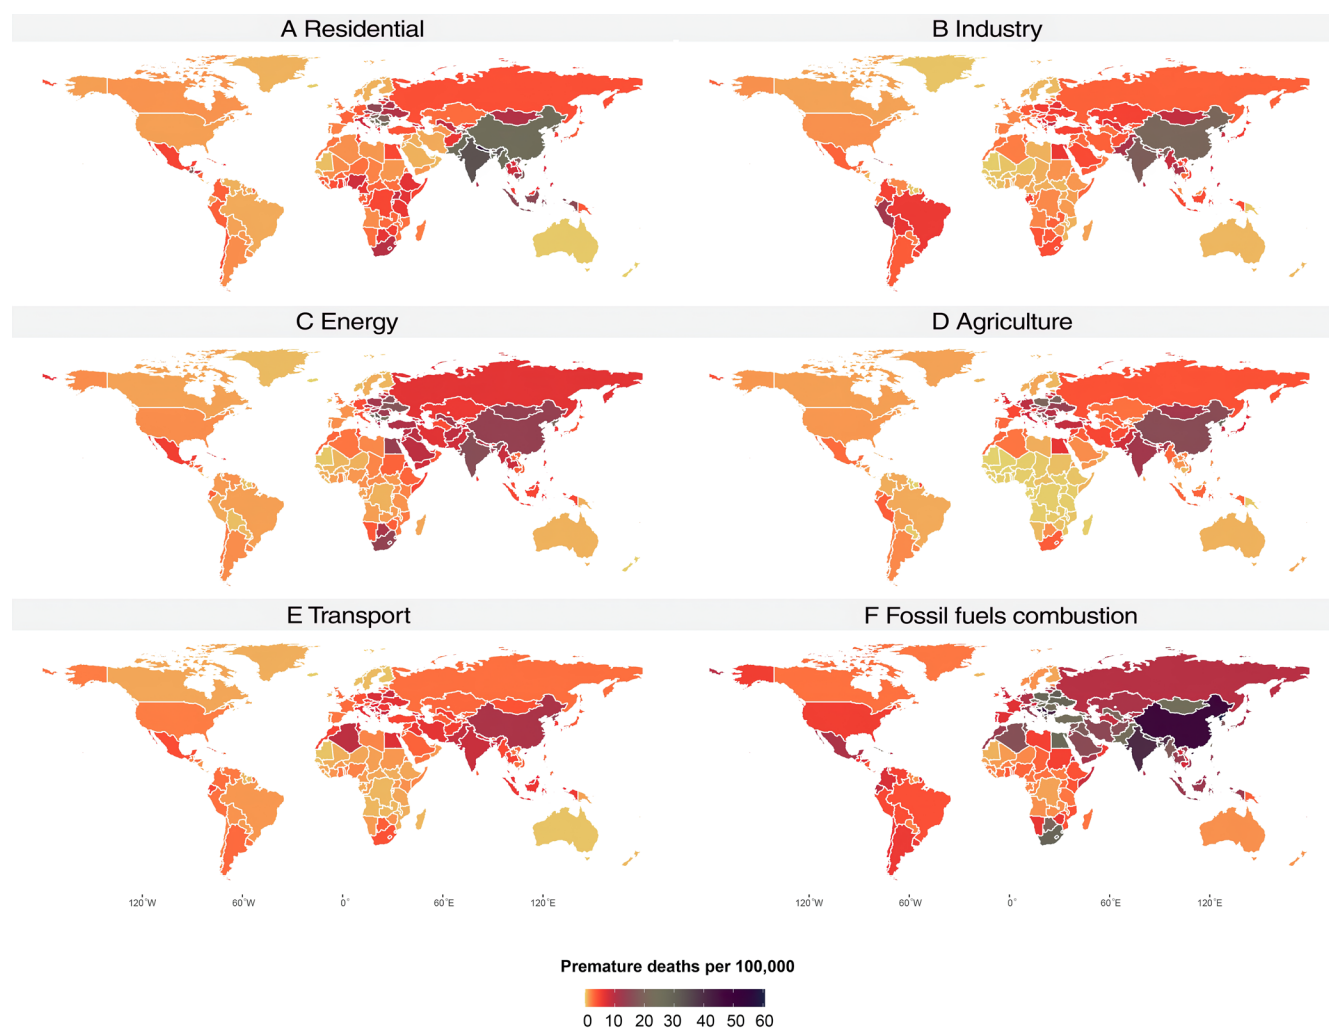 A Residential
B Industry
C Energy
D Agriculture
E Transport
F Fossil fuels combustion
120°W 60°W 0° 60°E 120°E
120°W 60°W 0° 60°E 120°E
Premature deaths per 100,000
0 10 20 30 40 50 60